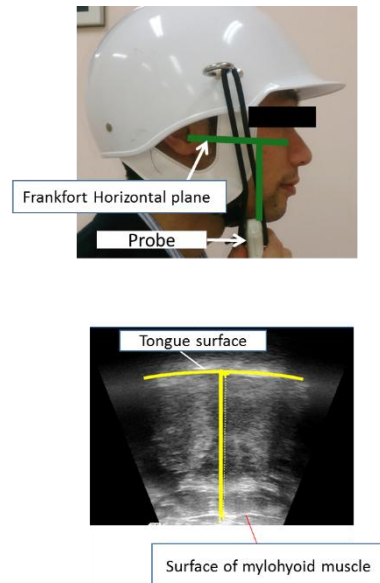 Frankfort Horizontal plane
Probe
Tongue surface
Surface of mylohyoid muscle